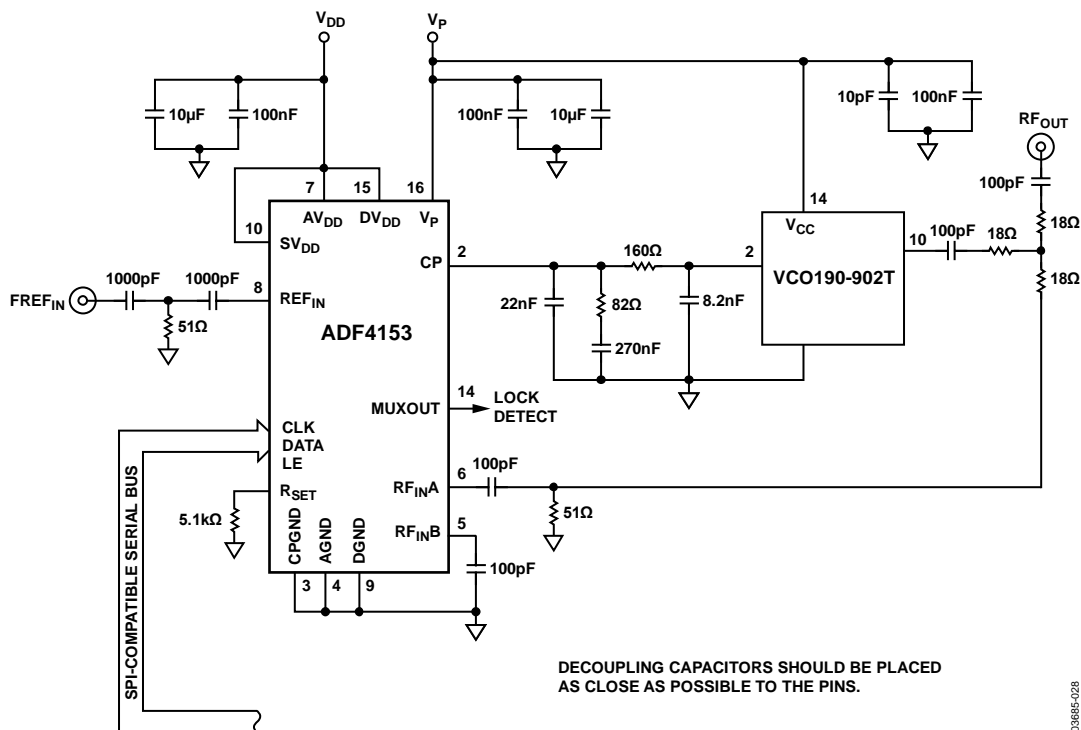 VDD
VP
10µF
100nF
100nF
10µF
10pF
100nF
RFOUT
100pF
7
15
16
14
AVDD
DVDD
VP
VCC
18Ω
10
SVDD
2
CP
160Ω
2
VCO190-902T
10
100pF
18Ω
18Ω
1000pF
1000pF
FREFIN
8
REFIN
51Ω
22nF
82Ω
8.2nF
270nF
ADF4153
MUXOUT
14
LOCK
DETECT
CLK
DATA
LE
RSET
5.1kΩ
RFINA
6
100pF
51Ω
RFINB
5
100pF
CPGND
AGND
DGND
3
4
9
SPI-COMPATIBLE SERIAL BUS
DECOUPLING CAPACITORS SHOULD BE PLACED
AS CLOSE AS POSSIBLE TO THE PINS.
03685-028